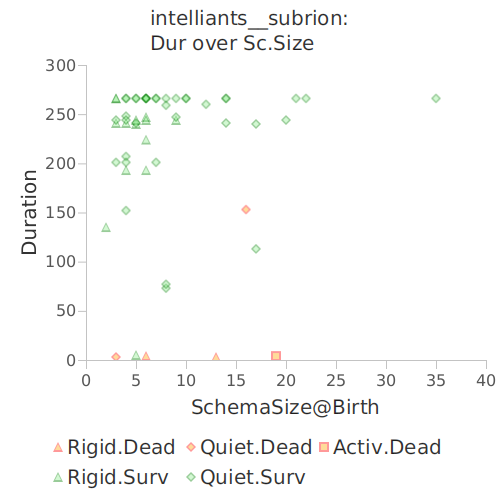 intelliants__subrion:
Dur over Sc.Size
300
250
200
150
100
50
0
Duration
0 5 10 15 20 25 30 35 40
SchemaSize@Birth
Rigid.Dead Quiet.Dead Activ.Dead
Rigid.Surv Quiet.Surv